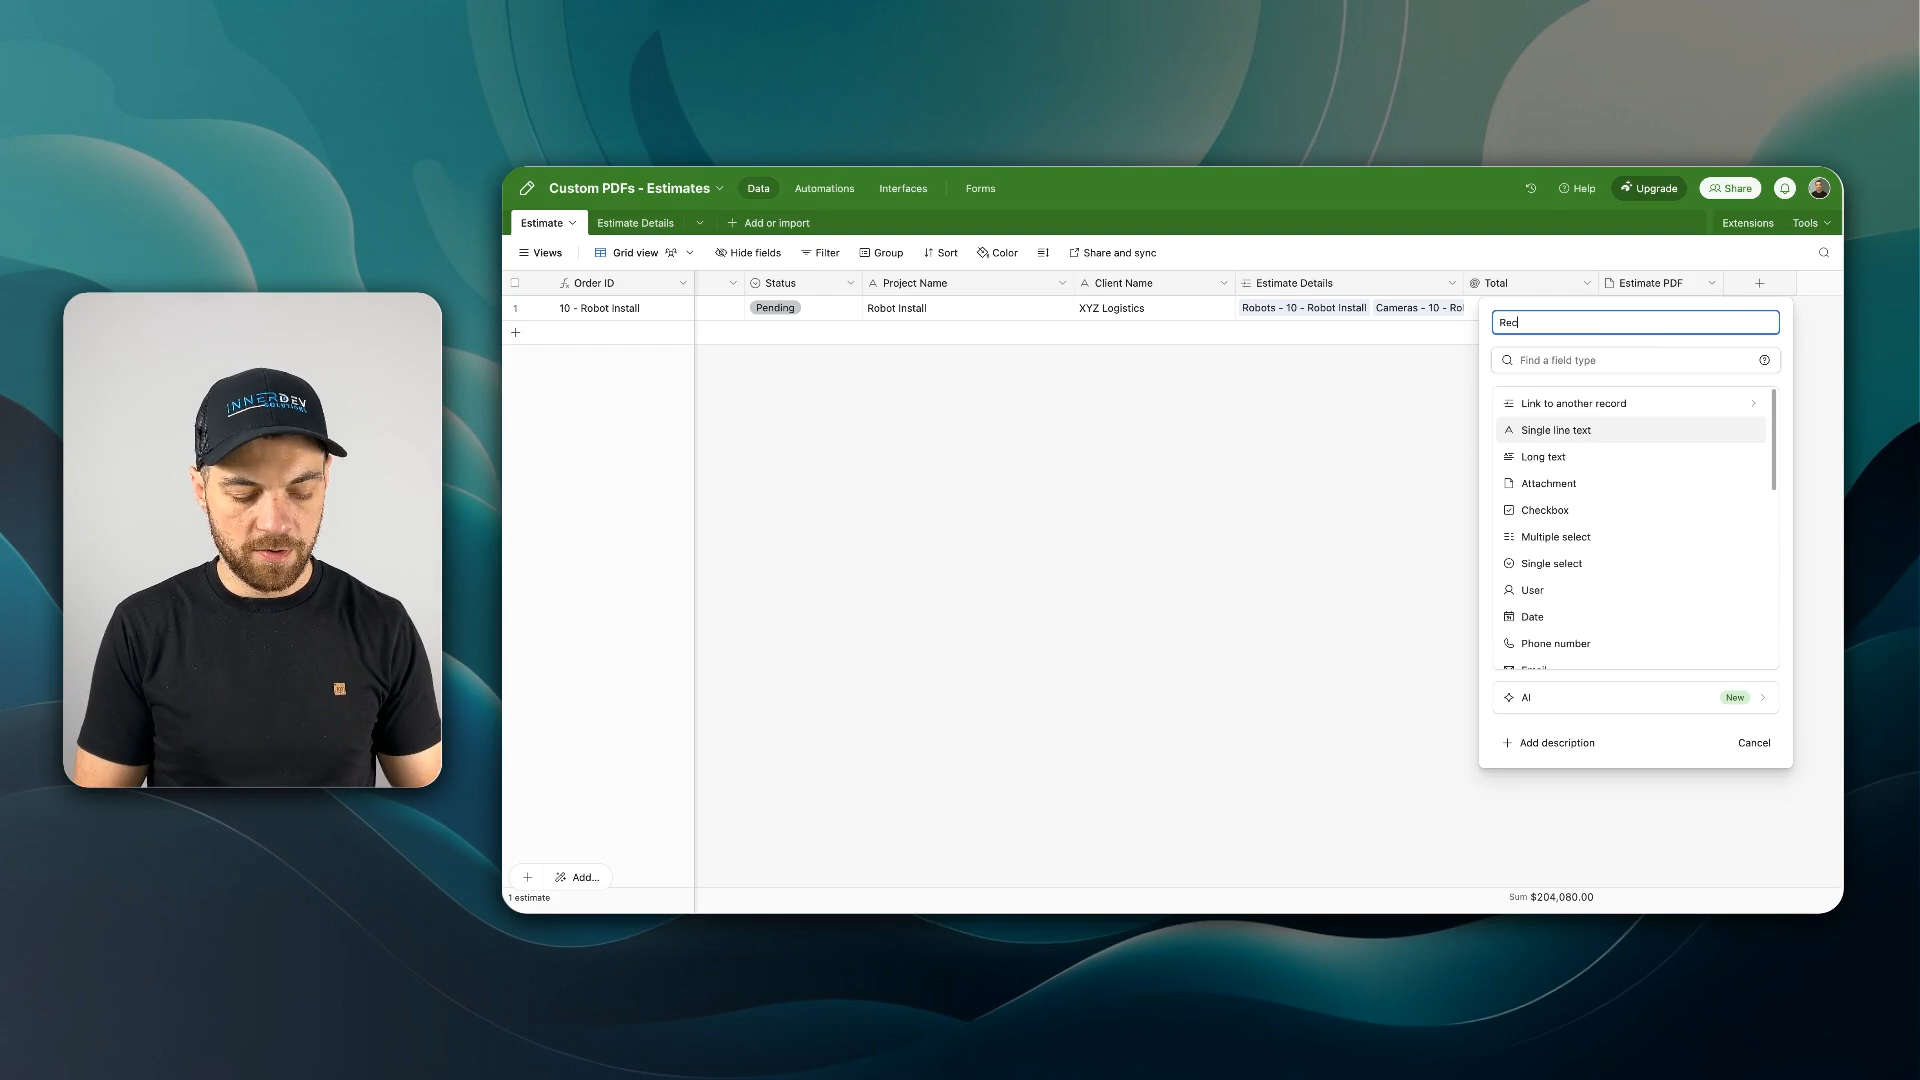 INNERDEV
SOLUTIONS
Custom PDFs - Estimates
Data
Automations
Interfaces
Forms
Help
Upgrade
Share
Estimate
Estimate Details
Add or import
Extensions
Tools
Views
Grid view
Hide fields
Filter
Group
Sort
Color
Share and sync
Order ID
Status
Project Name
Client Name
Estimate Details
Total
Estimate PDF
1
10 - Robot Install
Pending
Robot Install
XYZ Logistics
Robots - 10 - Robot Install
Cameras - 10 - Ro
Rec
Find a field type
Link to another record
Single line text
Long text
Attachment
Checkbox
Multiple select
Single select
User
Date
Phone number
Email
AI
New
Add description
Cancel
Add...
1 estimate
Sum $204,080.00